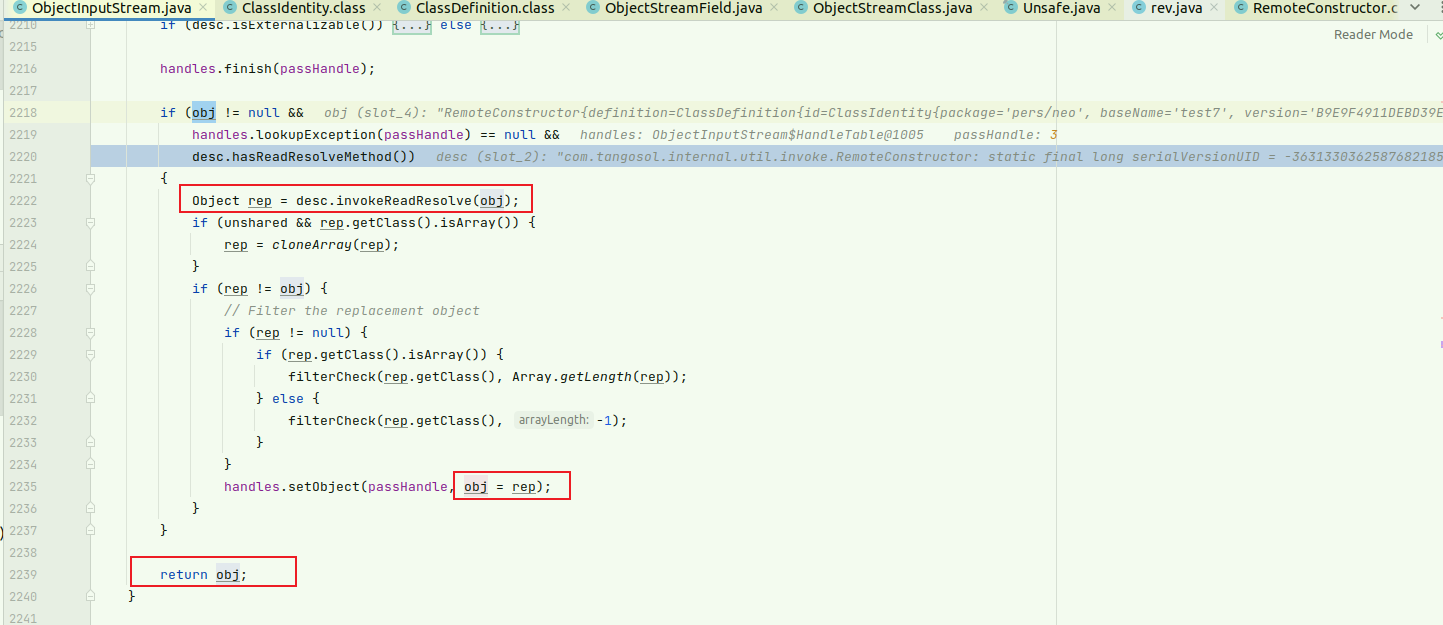 ObjectInputStream.java ClassIdentity.class ClassDefinition.class ObjectStreamField.java ObjectStreamClass.java Unsafe.java rev.java RemoteConstructor.c
2210 if (desc.isExternalizable()) {...} else {...}
2215 Reader Mode
2216 handles.finish(passHandle);
2217
2218 if (obj != null && obj (slot_4): "RemoteConstructor{definition=ClassDefinition{id=ClassIdentity{package='pers/neo', baseName='test7', version='B9E9F4911DEBD39E
2219 handles.lookupException(passHandle) == null && handles: ObjectInputStream$HandleTable@1005 passHandle: 3
2220 desc.hasReadResolveMethod()) desc (slot_2): "com.tangosol.internal.util.invoke.RemoteConstructor: static final long serialVersionUID = -3631330362587682185
2221 {
2222 Object rep = desc.invokeReadResolve(obj);
2223 if (unshared && rep.getClass().isArray()) {
2224 rep = cloneArray(rep);
2225 }
2226 if (rep != obj) {
2227 // Filter the replacement object
2228 if (rep != null) {
2229 if (rep.getClass().isArray()) {
2230 filterCheck(rep.getClass(), Array.getLength(rep));
2231 } else {
2232 filterCheck(rep.getClass(), arrayLength: -1);
2233 }
2234 }
2235 handles.setObject(passHandle, obj = rep);
2236 }
2237 }
2238
2239 return obj;
2240 }
2241